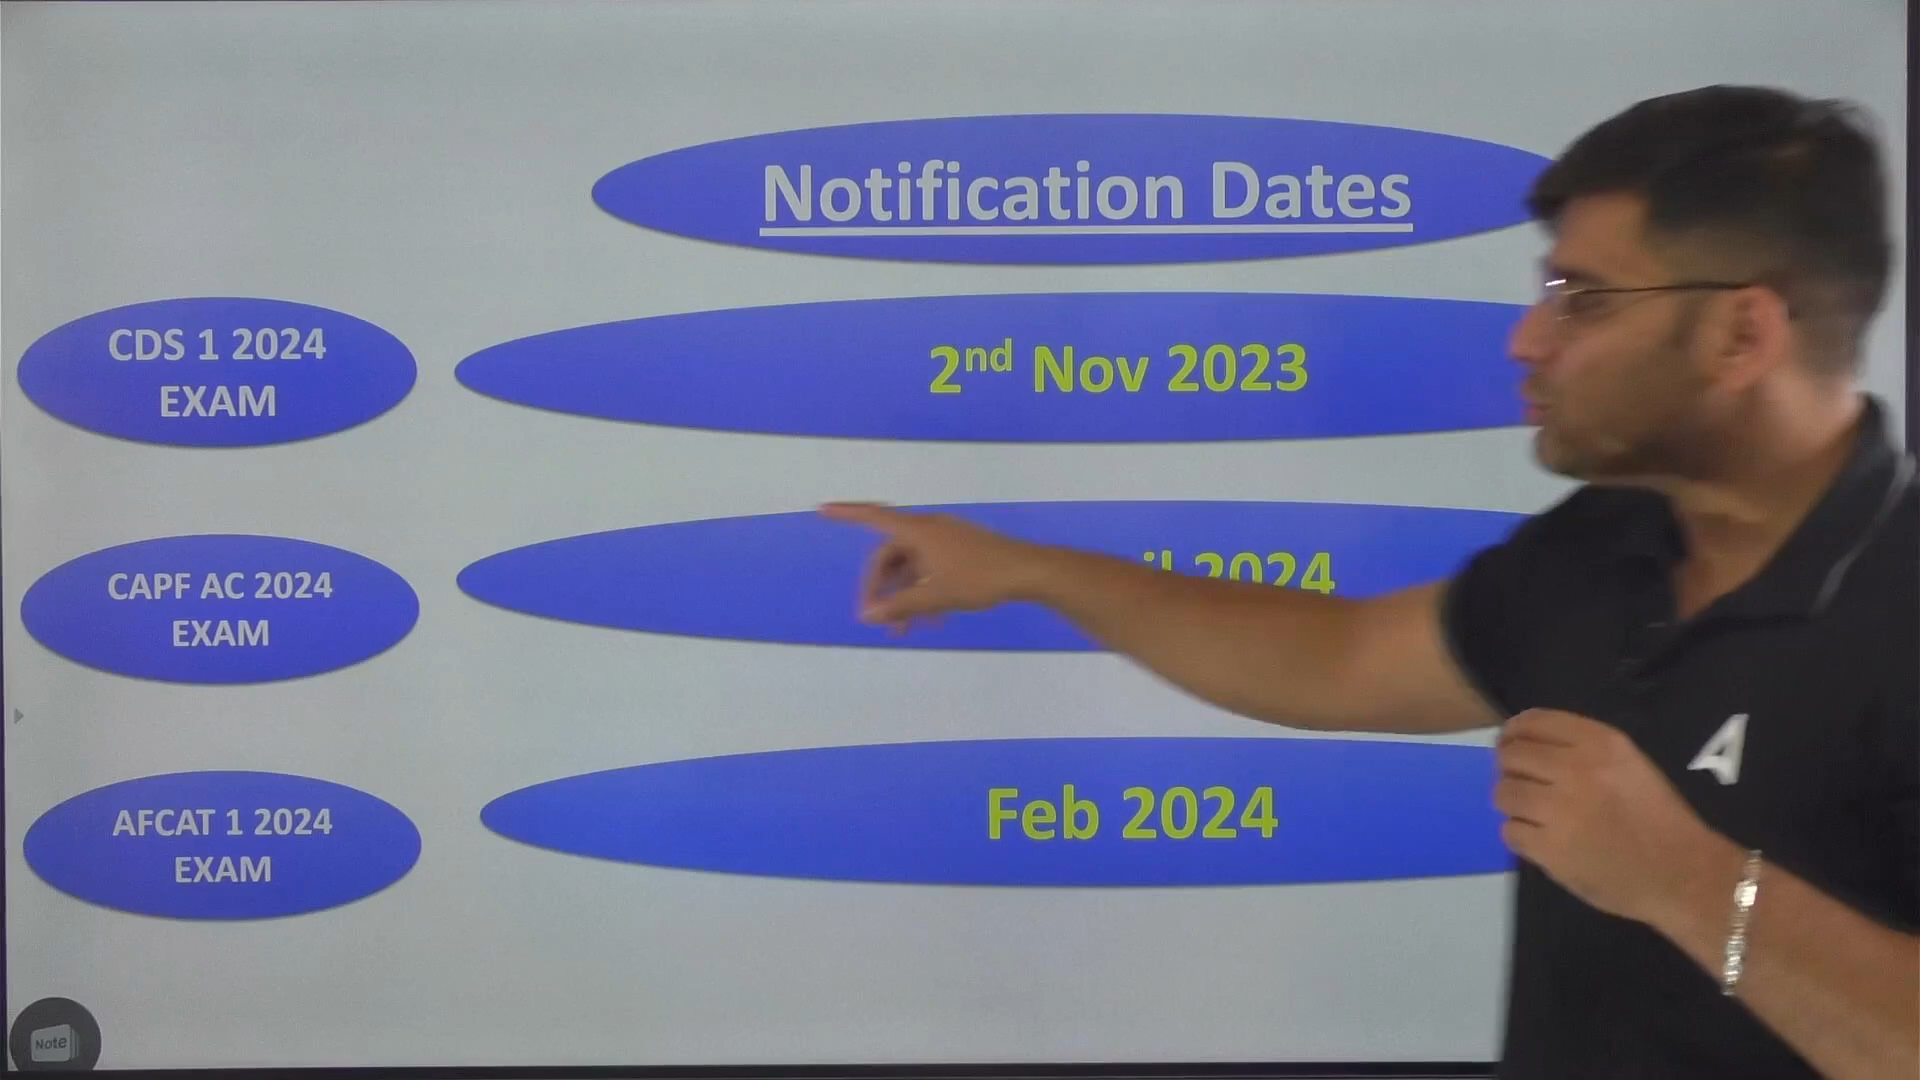 Notification Dates
CDS 1 2024
EXAM
2nd Nov 2023
CAPF AC 2024
EXAM
2024
AFCAT 1 2024
EXAM
Feb 2024
A
Note